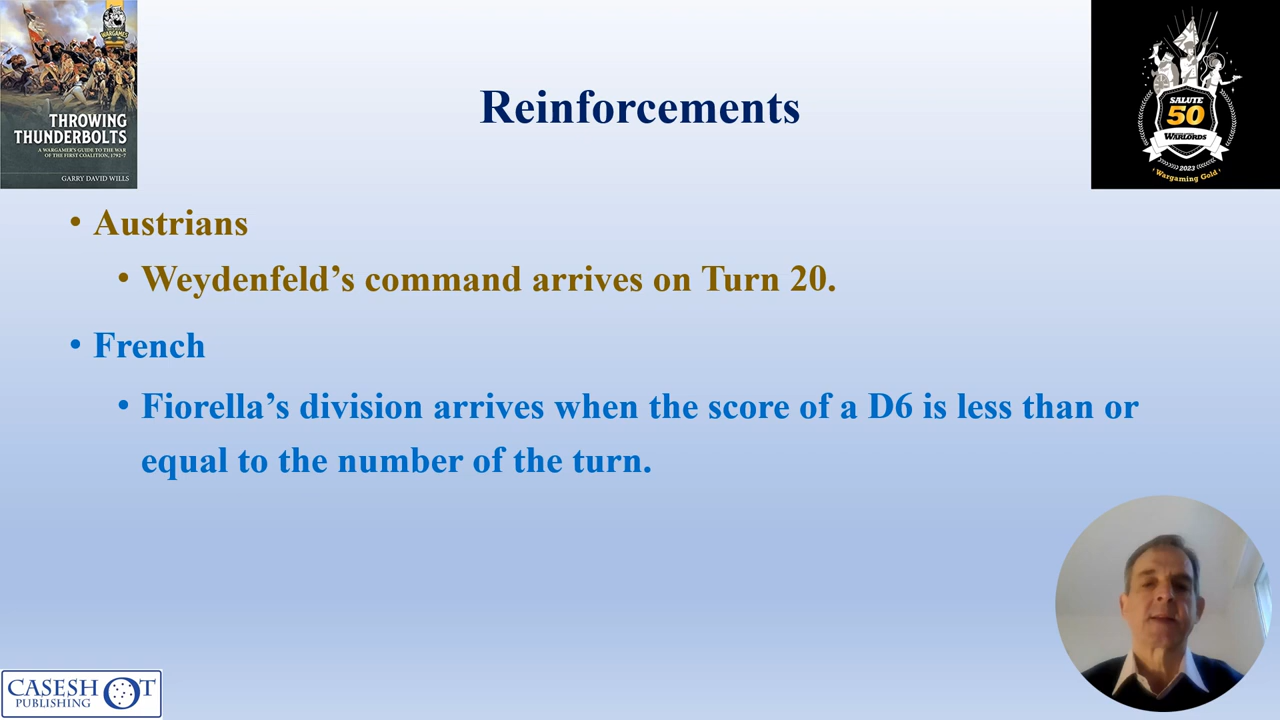 THROWING
THUNDERBOLTS
A WARGAMER'S GUIDE TO THE WAR
OF THE FIRST COALITION, 1792-7
GARRY DAVID WILLS
Reinforcements
SALUTE
50
WARLORDS
2023
Wargaming Gold
• Austrians
• Weydenfeld’s command arrives on Turn 20.
• French
• Fiorella’s division arrives when the score of a D6 is less than or
equal to the number of the turn.
CASESHOT
PUBLISHING